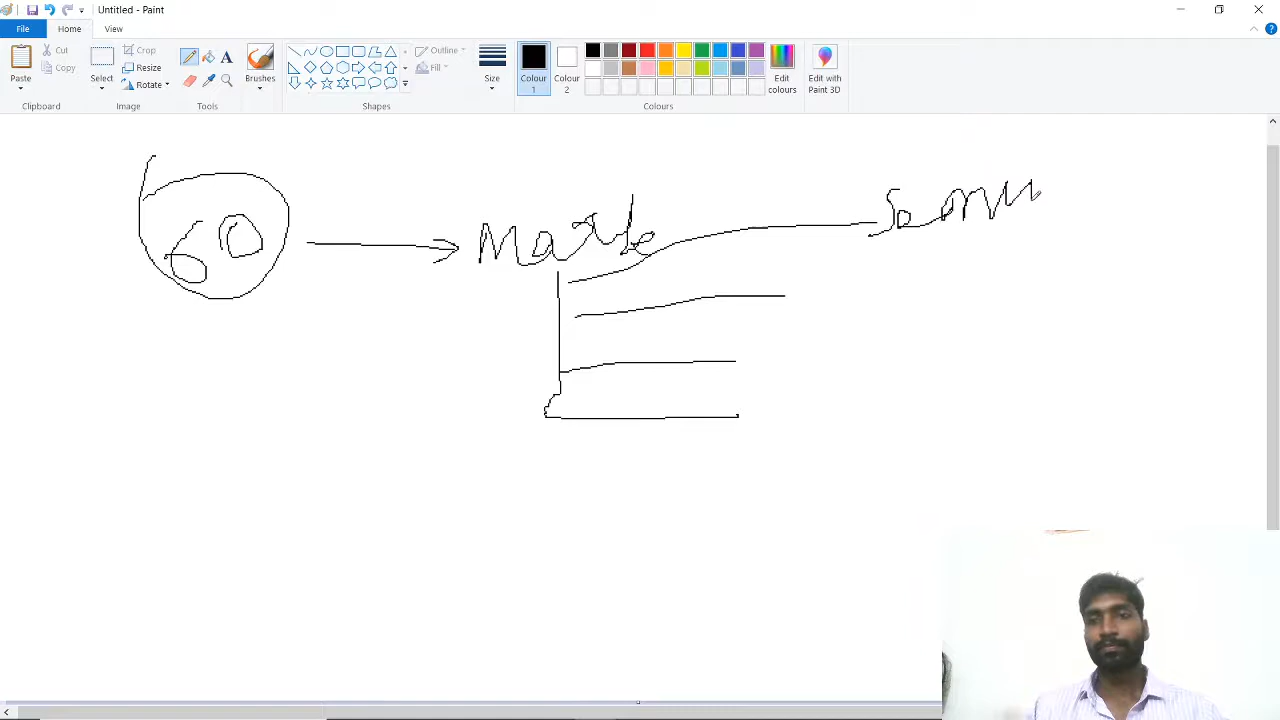 Untitled - Paint
File Home View
Cut
Copy
Paste
Crop
Resize
Rotate
Select
Brushes
Outline
Fill
Size
Colour 1
Colour 2
Edit colours
Edit with Paint 3D
Clipboard Image Tools Shapes Colours
60 Mark